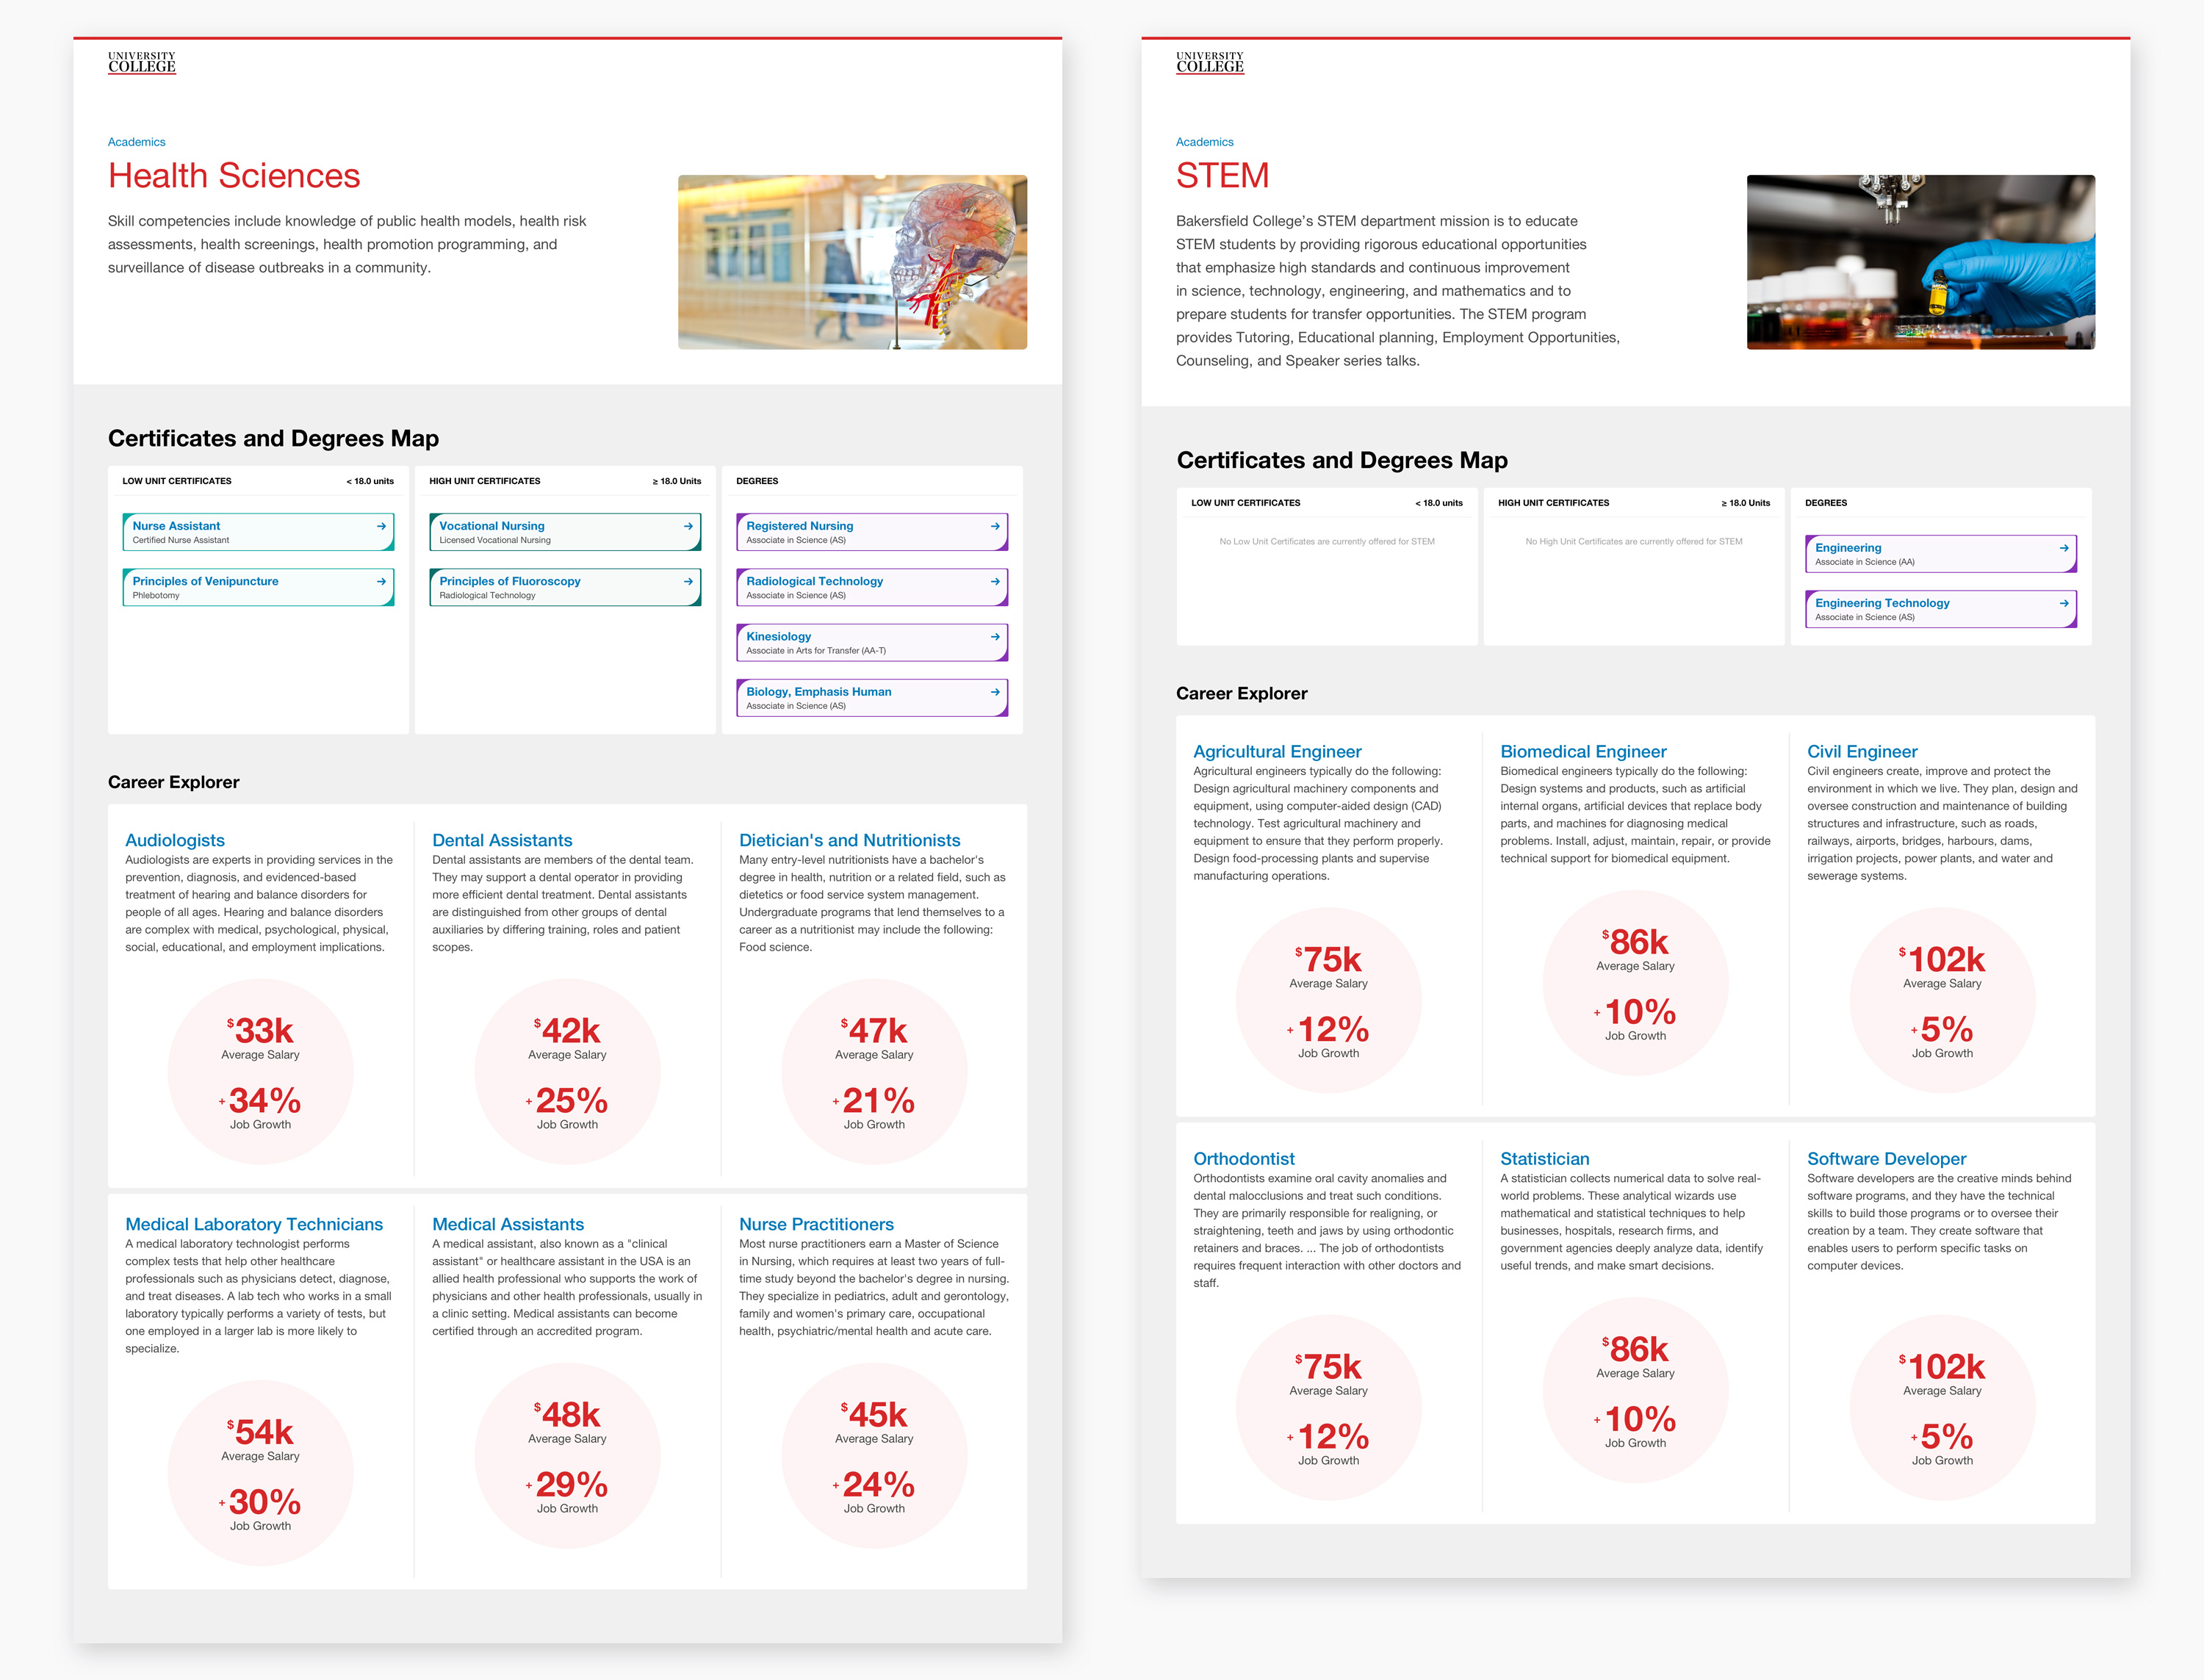 UNIVERSITY
COLLEGE
Academics
Health Sciences
Skill competencies include knowledge of public health models, health risk
assessments, health screenings, health promotion programming, and
surveillance of disease outbreaks in a community.
Certificates and Degrees Map
LOW UNIT CERTIFICATES < 18.0 units
Nurse Assistant
Certified Nurse Assistant
Principles of Venipuncture
Phlebotomy
HIGH UNIT CERTIFICATES ≥ 18.0 Units
Vocational Nursing
Licensed Vocational Nursing
Principles of Fluoroscopy
Radiological Technology
DEGREES
Registered Nursing
Associate in Science (AS)
Radiological Technology
Associate in Science (AS)
Kinesiology
Associate in Arts for Transfer (AA-T)
Biology, Emphasis Human
Associate in Science (AS)
Career Explorer
Audiologists
Audiologists are experts in providing services in the
prevention, diagnosis, and evidenced-based
treatment of hearing and balance disorders for
people of all ages. Hearing and balance disorders
are complex with medical, psychological, physical,
social, educational, and employment implications.
$33k
Average Salary
+34%
Job Growth
Dental Assistants
Dental assistants are members of the dental team.
They may support a dental operator in providing
more efficient dental treatment. Dental assistants
are distinguished from other groups of dental
auxiliaries by differing training, roles and patient
scopes.
$42k
Average Salary
+25%
Job Growth
Dietician's and Nutritionists
Many entry-level nutritionists have a bachelor's
degree in health, nutrition or a related field, such as
dietetics or food service system management.
Undergraduate programs that lend themselves to a
career as a nutritionist may include the following:
Food science.
$47k
Average Salary
+21%
Job Growth
Medical Laboratory Technicians
A medical laboratory technologist performs
complex tests that help other healthcare
professionals such as physicians detect, diagnose,
and treat diseases. A lab tech who works in a small
laboratory typically performs a variety of tests, but
one employed in a larger lab is more likely to
specialize.
$54k
Average Salary
+30%
Job Growth
Medical Assistants
A medical assistant, also known as a "clinical
assistant" or healthcare assistant in the USA is an
allied health professional who supports the work of
physicians and other health professionals, usually in
a clinic setting. Medical assistants can become
certified through an accredited program.
$48k
Average Salary
+29%
Job Growth
Nurse Practitioners
Most nurse practitioners earn a Master of Science
in Nursing, which requires at least two years of full-
time study beyond the bachelor's degree in nursing.
They specialize in pediatrics, adult and gerontology,
family and women's primary care, occupational
health, psychiatric/mental health and acute care.
$45k
Average Salary
+24%
Job Growth
UNIVERSITY
COLLEGE
Academics
STEM
Bakersfield College’s STEM department mission is to educate
STEM students by providing rigorous educational opportunities
that emphasize high standards and continuous improvement
in science, technology, engineering, and mathematics and to
prepare students for transfer opportunities. The STEM program
provides Tutoring, Educational planning, Employment Opportunities,
Counseling, and Speaker series talks.
Certificates and Degrees Map
LOW UNIT CERTIFICATES < 18.0 units
No Low Unit Certificates are currently offered for STEM
HIGH UNIT CERTIFICATES ≥ 18.0 Units
No High Unit Certificates are currently offered for STEM
DEGREES
Engineering
Associate in Science (AA)
Engineering Technology
Associate in Science (AS)
Career Explorer
Agricultural Engineer
Agricultural engineers typically do the following:
Design agricultural machinery components and
equipment, using computer-aided design (CAD)
technology. Test agricultural machinery and
equipment to ensure that they perform properly.
Design food-processing plants and supervise
manufacturing operations.
$75k
Average Salary
+12%
Job Growth
Biomedical Engineer
Biomedical engineers typically do the following:
Design systems and products, such as artificial
internal organs, artificial devices that replace body
parts, and machines for diagnosing medical
problems. Install, adjust, maintain, repair, or provide
technical support for biomedical equipment.
$86k
Average Salary
+10%
Job Growth
Civil Engineer
Civil engineers create, improve and protect the
environment in which we live. They plan, design and
oversee construction and maintenance of building
structures and infrastructure, such as roads,
railways, airports, bridges, harbours, dams,
irrigation projects, power plants, and water and
sewerage systems.
$102k
Average Salary
+5%
Job Growth
Orthodontist
Orthodontists examine oral cavity anomalies and
dental malocclusions and treat such conditions.
They are primarily responsible for realigning, or
straightening, teeth and jaws by using orthodontic
retainers and braces. ... The job of orthodontists
requires frequent interaction with other doctors and
staff.
$75k
Average Salary
+12%
Job Growth
Statistician
A statistician collects numerical data to solve real-
world problems. These analytical wizards use
mathematical and statistical techniques to help
businesses, hospitals, research firms, and
government agencies deeply analyze data, identify
useful trends, and make smart decisions.
$86k
Average Salary
+10%
Job Growth
Software Developer
Software developers are the creative minds behind
software programs, and they have the technical
skills to build those programs or to oversee their
creation by a team. They create software that
enables users to perform specific tasks on
computer devices.
$102k
Average Salary
+5%
Job Growth